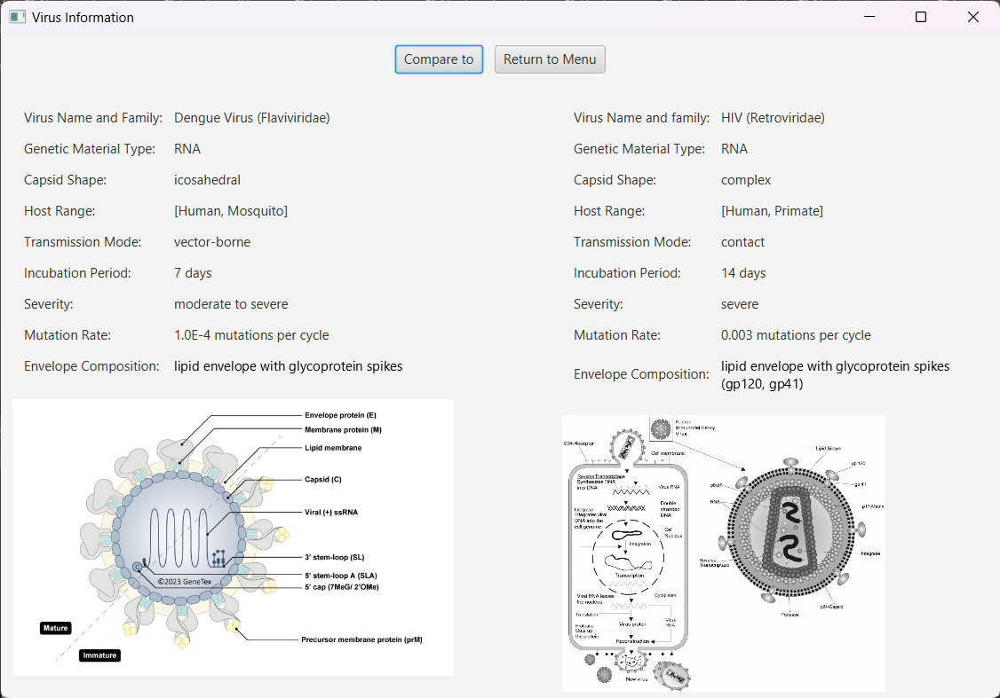 Virus Information
Compare to
Return to Menu
Virus Name and Family: Dengue Virus (Flaviviridae)
Genetic Material Type: RNA
Capsid Shape: icosahedral
Host Range: [Human, Mosquito]
Transmission Mode: vector-borne
Incubation Period: 7 days
Severity: moderate to severe
Mutation Rate: 1.0E-4 mutations per cycle
Envelope Composition: lipid envelope with glycoprotein spikes
Envelope protein (E)
Membrane protein (M)
Lipid membrane
Capsid (C)
Viral (+) ssRNA
3' stem-loop (SL)
5' stem-loop A (SLA)
5' cap (7MeG/ 2'OMe)
©2023 GeneTex
Mature
Immature
Precursor membrane protein (prM)
Virus Name and family: HIV (Retroviridae)
Genetic Material Type: RNA
Capsid Shape: complex
Host Range: [Human, Primate]
Transmission Mode: contact
Incubation Period: 14 days
Severity: severe
Mutation Rate: 0.003 mutations per cycle
Envelope Composition: lipid envelope with glycoprotein spikes
(gp120, gp41)
Human
Immunodeficiency
Virus
CD4-Receptor
Cell membrane
Reverse Transcriptase
Synthesizes RNA
into DNA
Virus RNA
Double
stranded
DNA
Integrase
Integrates viral
DNA into the
cell genome
Cell
Nucleus
Integration
Transcription
Viral RNA leaves
the nucleus
Cytoplasm
Translation
Virus protein
Virus
RNA
Protease
Cuts up
the protein
Reconstruction
New virus
Lipid bilayer
gp 120
gp 41
p6/p7
RNA
p17-Matrix
Integrase
Reverse
Transcriptase
p24-Capsid
Protease